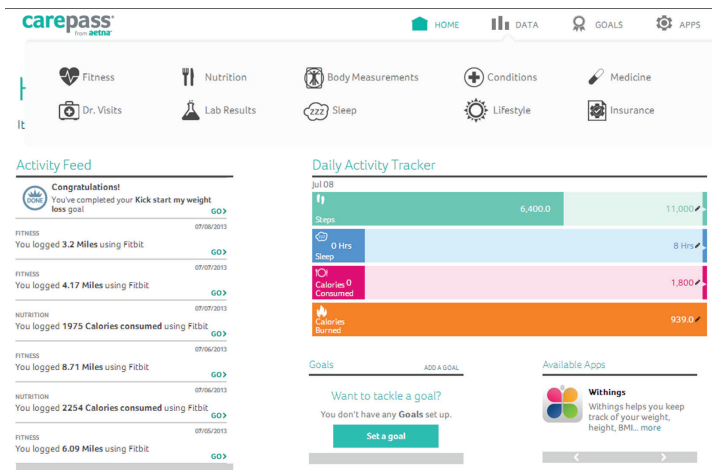 carepass
from aetna
HOME
DATA
GOALS
APPS
Fitness
Nutrition
Body Measurements
Conditions
Medicine
Dr. Visits
Lab Results
ZZZ Sleep
Lifestyle
Insurance
It
Activity Feed
DONE
Congratulations!
You've completed your Kick start my weight
loss goal
GO>
07/08/2013
FITNESS
You logged 3.2 Miles using Fitbit
GO>
07/07/2013
FITNESS
You logged 4.17 Miles using Fitbit
GO>
07/07/2013
NUTRITION
You logged 1975 Calories consumed using Fitbit
GO>
07/06/2013
FITNESS
You logged 8.71 Miles using Fitbit
GO>
07/06/2013
NUTRITION
You logged 2254 Calories consumed using Fitbit
GO>
07/05/2013
FITNESS
You logged 6.09 Miles using Fitbit
GO>
Daily Activity Tracker
Jul 08
Steps
6,400.0
11,000
0 Hrs
Sleep
8 Hrs
Calories 0
Consumed
1,800
Calories
Burned
939.0
Goals
ADD A GOAL
Want to tackle a goal?
You don't have any Goals set up.
Set a goal
Available Apps
Withings
Withings helps you keep
track of your weight,
height, BMI... more